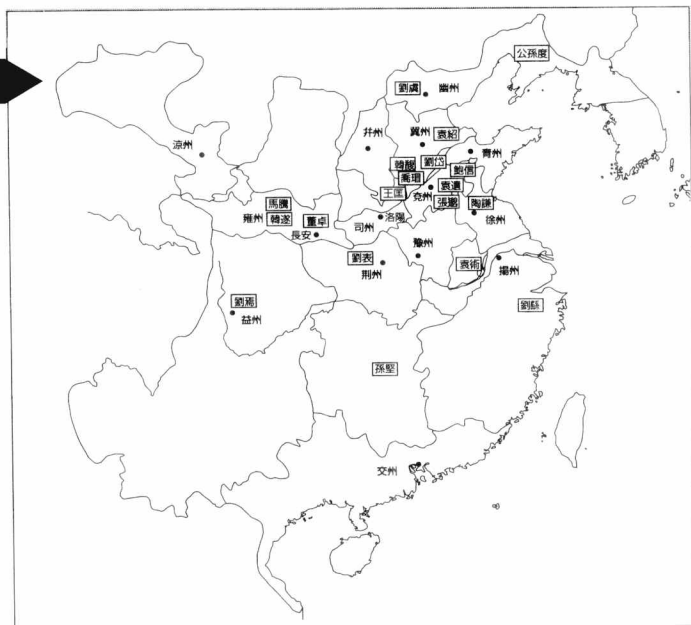 公孫度
劉虞
幽州
涼州
幷州
冀州
袁紹
青州
韓馥
劉岱
鮑信
喬瑁
袁遺
兗州
王匡
張邈
陶謙
徐州
馬騰
雍州
韓遂
董卓
長安
司州
洛陽
豫州
劉表
荆州
袁術
揚州
劉焉
益州
劉繇
孫堅
交州